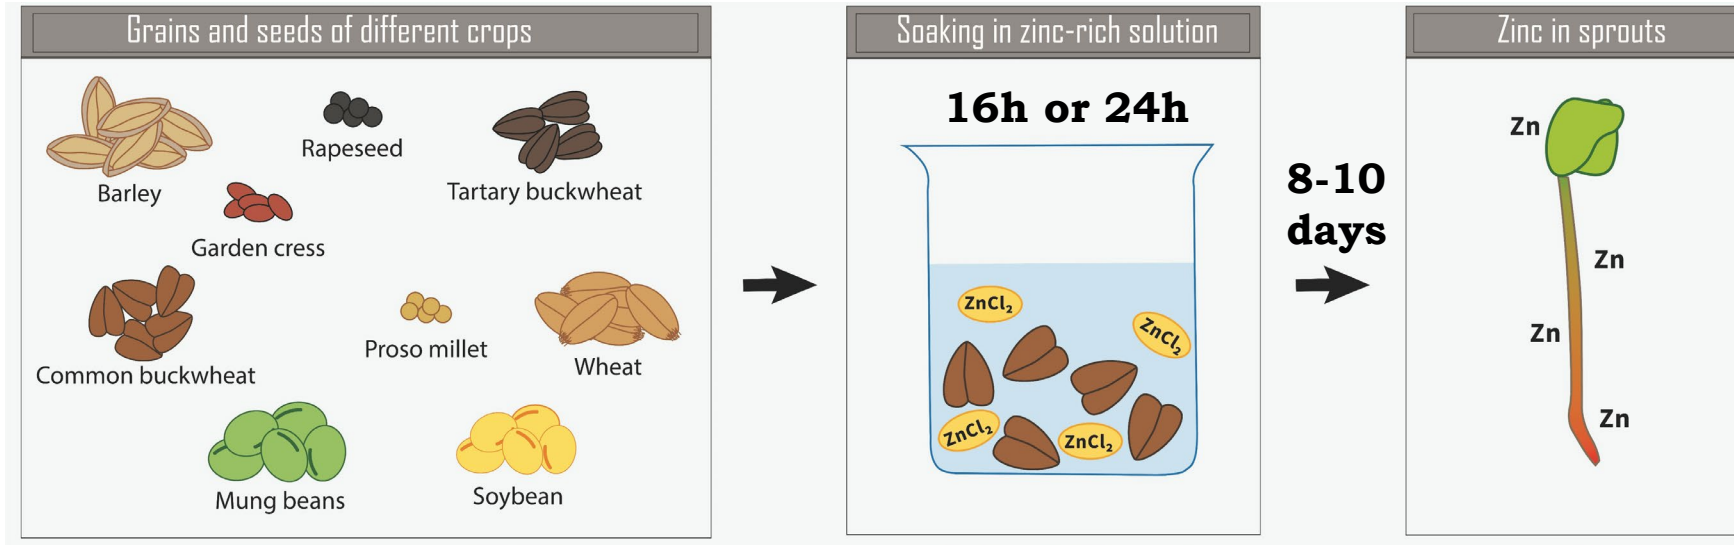 Grains and seeds of different crops
Barley
Rapeseed
Tartary buckwheat
Garden cress
Common buckwheat
Proso millet
Wheat
Mung beans
Soybean
Soaking in zinc-rich solution
16h or 24h
ZnCl₂
ZnCl₂
ZnCl₂
ZnCl₂
8-10
days
Zinc in sprouts
Zn
Zn
Zn
Zn